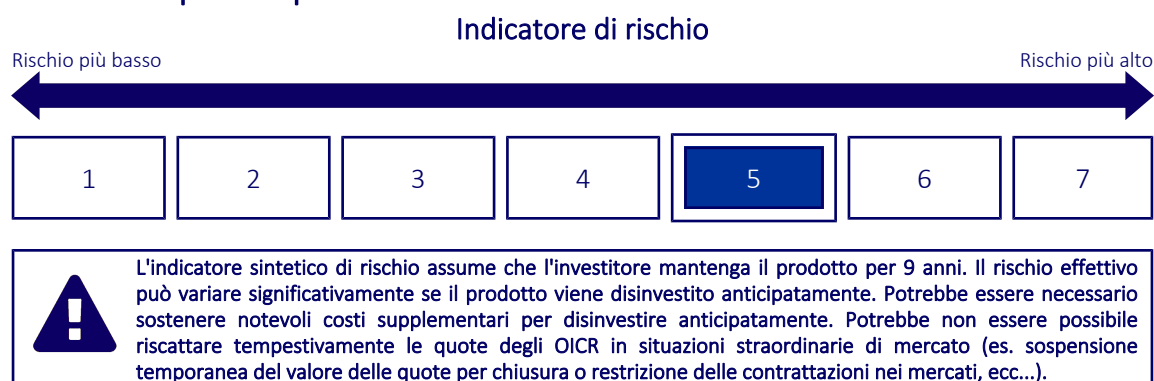 Indicatore di rischio
Rischio più basso
Rischio più alto
1
2
3
4
5
6
7
L'indicatore sintetico di rischio assume che l'investitore mantenga il prodotto per 9 anni. Il rischio effettivo
può variare significativamente se il prodotto viene disinvestito anticipatamente. Potrebbe essere necessario
sostenere notevoli costi supplementari per disinvestire anticipatamente. Potrebbe non essere possibile
riscattare tempestivamente le quote degli OICR in situazioni straordinarie di mercato (es. sospensione
temporanea del valore delle quote per chiusura o restrizione delle contrattazioni nei mercati, ecc...).